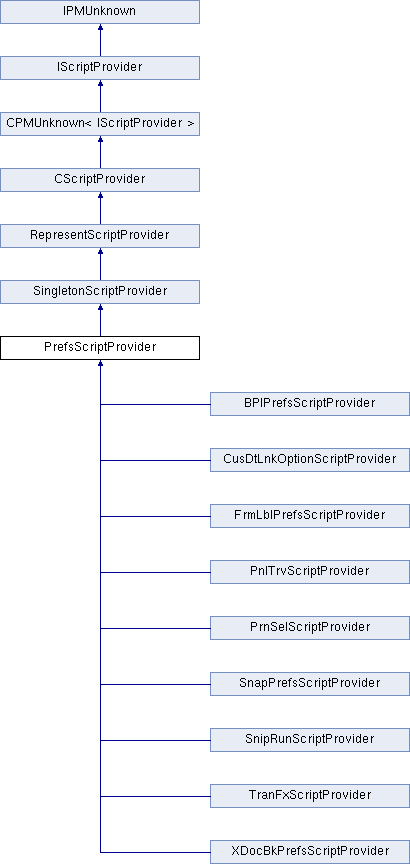 IPMUnknown
IScriptProvider
CPMUnknown< IScriptProvider >
CScriptProvider
RepresentScriptProvider
SingletonScriptProvider
PrefsScriptProvider
BPIPrefsScriptProvider
CusDtLnkOptionScriptProvider
FrmLblPrefsScriptProvider
PnlTrvScriptProvider
PrnSelScriptProvider
SnapPrefsScriptProvider
SnipRunScriptProvider
TranFxScriptProvider
XDocBkPrefsScriptProvider